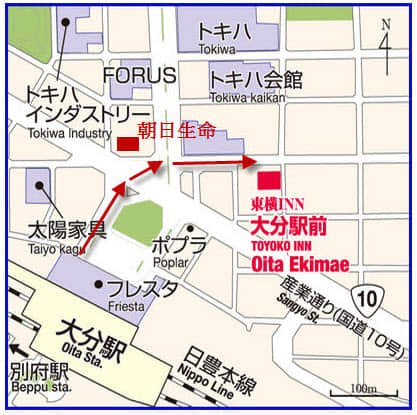 トキハ
Tokiwa
N
FORUS
トキハ会館
Tokiwa kaikan
トキハ
インダストリー
Tokiwa Industry
朝日生命
東横INN
大分駅前
TOYOKO INN
Oita Ekimae
太陽家具
Taiyo kagu
ポプラ
Poplar
フレスタ
Friesta
産業通り(国道10号)
Sangyo St.
10
大分駅
Oita Sta.
日豊本線
Nippo Line
別府駅
Beppu sta.
100m